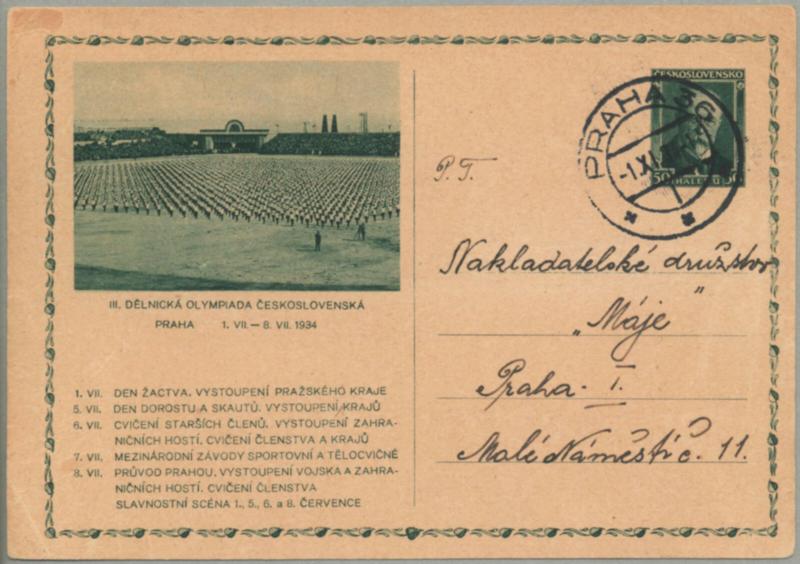 III. DĚLNICKÁ OLYMPIADA ČESKOSLOVENSKÁ
PRAHA 1. VII. — 8. VII. 1934
1. VII. DEN ŽACTVA. VYSTOUPENÍ PRAŽSKÉHO KRAJE
5. VII. DEN DOROSTU A SKAUTŮ. VYSTOUPENÍ KRAJŮ
6. VII. CVIČENÍ STARŠÍCH ČLENŮ. VYSTOUPENÍ ZAHRA-
NIČNÍCH HOSTÍ. CVIČENÍ ČLENSTVA A KRAJŮ
7. VII. MEZINÁRODNÍ ZÁVODY SPORTOVNÍ A TĚLOCVIČNÉ
8. VII. PRŮVOD PRAHOU. VYSTOUPENÍ VOJSKA A ZAHRA-
NIČNÍCH HOSTÍ. CVIČENÍ ČLENSTVA
SLAVNOSTNÍ SCÉNA 1., 5., 6. a 8. ČERVENCE
ČESKOSLOVENSKO
PRAHA 36
-1.XI.
50 HALÉŘŮ 50
P. T.
Nakladatelské družstvo
„Máje"
Praha - I.
Malé Náměstí č. 11.